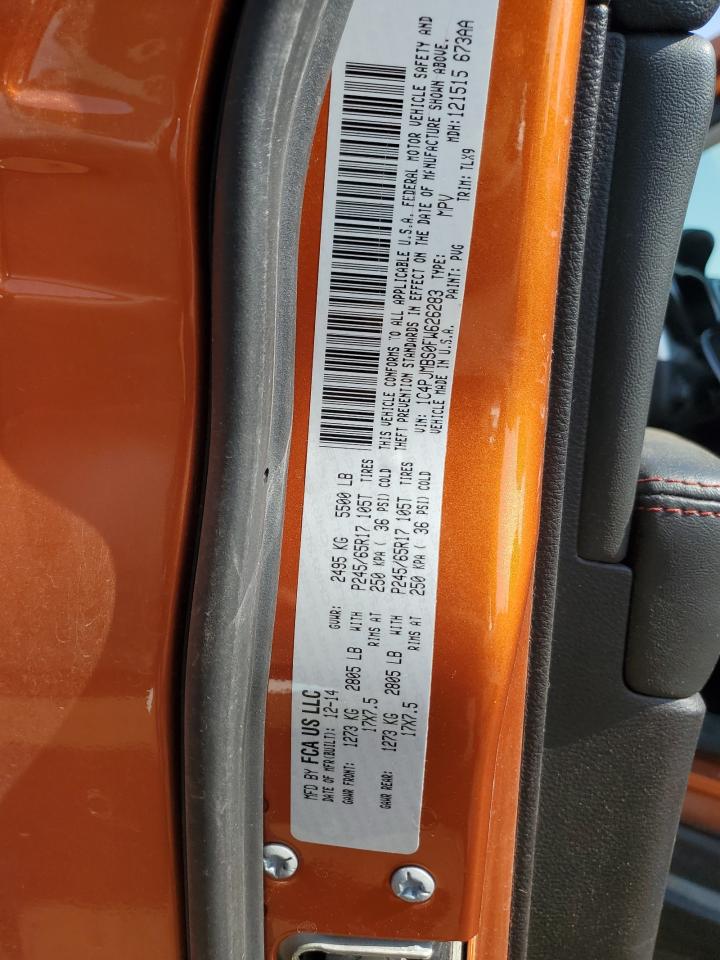 MFD BY FCA US LLC
DATE OF MFR(BUILT): 12-14 GVWR: 2495 KG 5500 LB
GAWR FRONT: 1273 KG 2805 LB WITH P245/65R17 105T TIRES
17X7.5 RIMS AT 250 KPA ( 36 PSI) COLD
GAWR REAR: 1273 KG 2805 LB WITH P245/65R17 105T TIRES
17X7.5 RIMS AT 250 KPA ( 36 PSI) COLD
THIS VEHICLE CONFORMS TO ALL APPLICABLE U.S.A. FEDERAL MOTOR VEHICLE SAFETY AND
THEFT PREVENTION STANDARDS IN EFFECT ON THE DATE OF MANUFACTURE SHOWN ABOVE.
VIN: 1C4PJMBS0FW626283 TYPE: MPV MDH:121515 673AA
VEHICLE MADE IN U.S.A. PAINT: PVG TRIM: TLX9